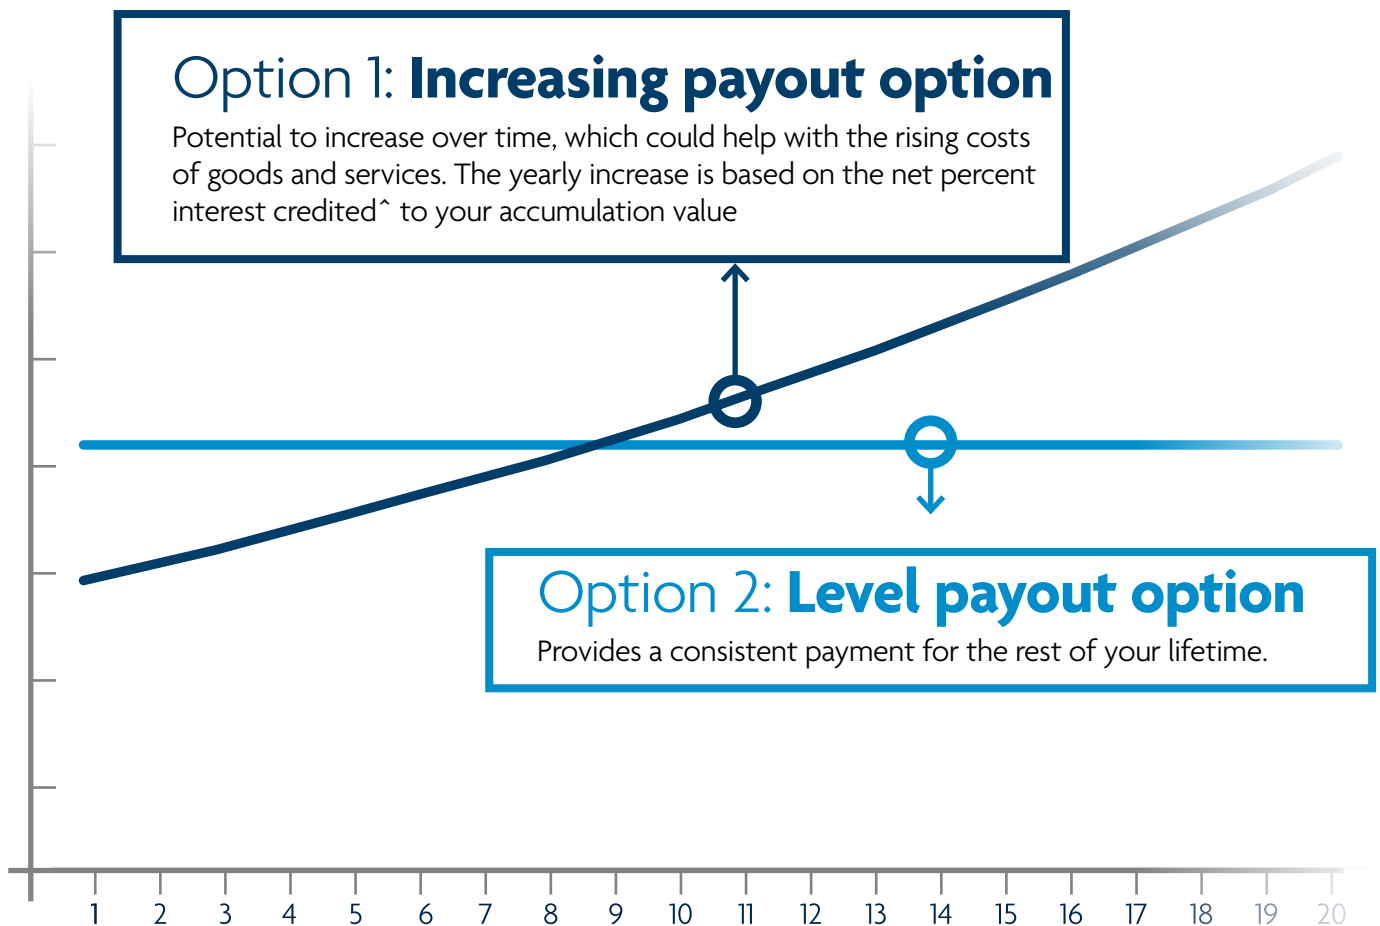 Option 1: Increasing payout option
Potential to increase over time, which could help with the rising costs
of goods and services. The yearly increase is based on the net percent
interest credited^ to your accumulation value
Option 2: Level payout option
Provides a consistent payment for the rest of your lifetime.
1 2 3 4 5 6 7 8 9 10 11 12 13 14 15 16 17 18 19 20